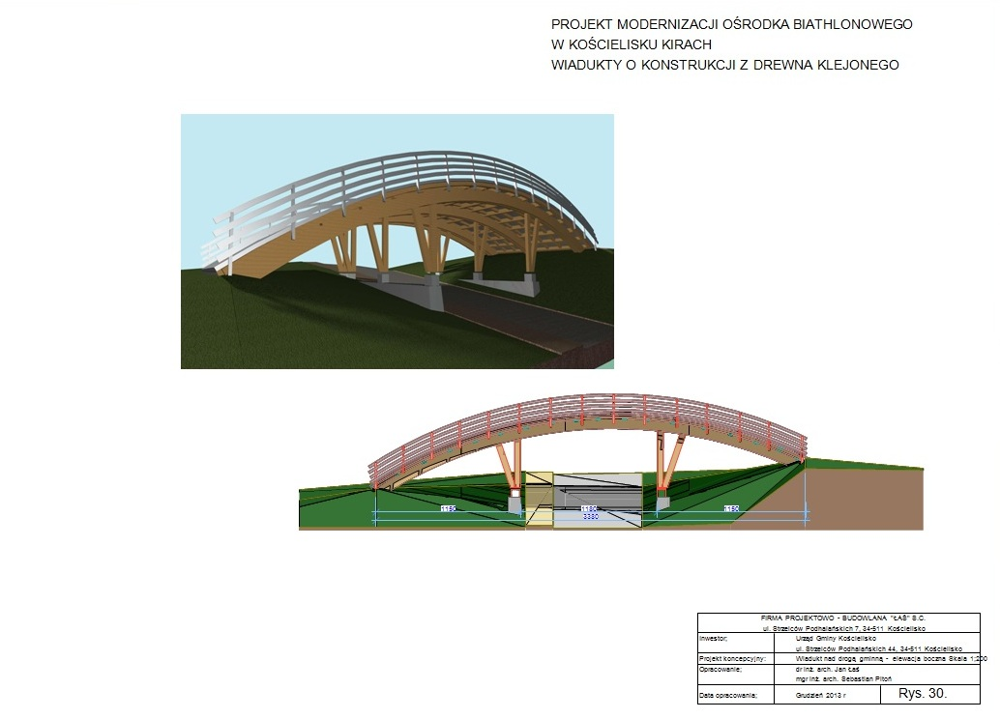 PROJEKT MODERNIZACJI OŚRODKA BIATHLONOWEGO
W KOŚCIELISKU KIRACH
WIADUKTY O KONSTRUKCJI Z DREWNA KLEJONEGO
1150
1180
1150
3380
FIRMA PROJEKTOWO - BUDOWLANA "ŁAŚ" S.C.
ul. Strzelców Podhalańskich 7, 34-511 Kościelisko
Inwestor; Urząd Gminy Kościelisko
ul. Strzelców Podhalańskich 44, 34-511 Kościelisko
Projekt koncepcyjny: Wiadukt nad drogą gminną - elewacja boczna Skala 1;200
Opracowanie; dr inż. arch. Jan Łaś
mgr inż. arch. Sebastian Pitoń
Data opracowania; Grudzień 2013 r Rys. 30.